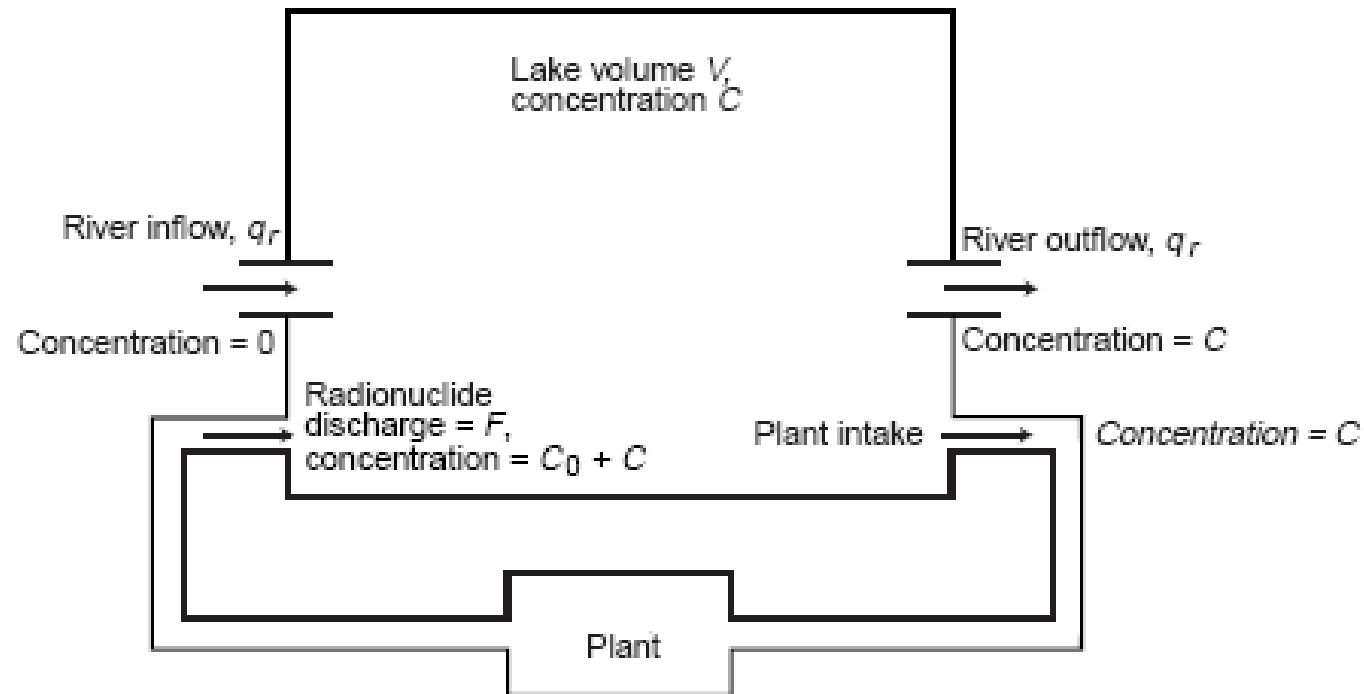 Lake volume V,
concentration C
River inflow, qr
River outflow, qr
Concentration = 0
Concentration = C
Radionuclide
discharge = F,
concentration = C0 + C
Plant intake
Concentration = C
Plant